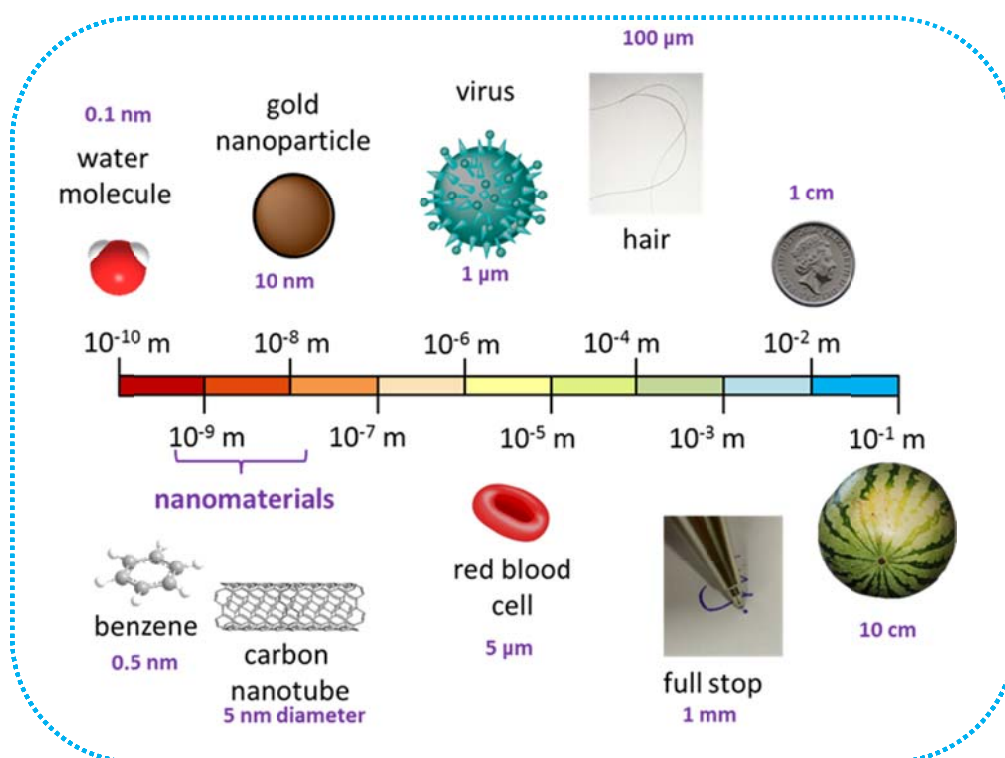 100 µm
0.1 nm
water
molecule
gold
nanoparticle
10 nm
virus
1 µm
hair
1 cm
10⁻¹⁰ m
10⁻⁸ m
10⁻⁶ m
10⁻⁴ m
10⁻² m
10⁻⁹ m
10⁻⁷ m
10⁻⁵ m
10⁻³ m
10⁻¹ m
nanomaterials
benzene
0.5 nm
carbon
nanotube
5 nm diameter
red blood
cell
5 µm
full stop
1 mm
10 cm